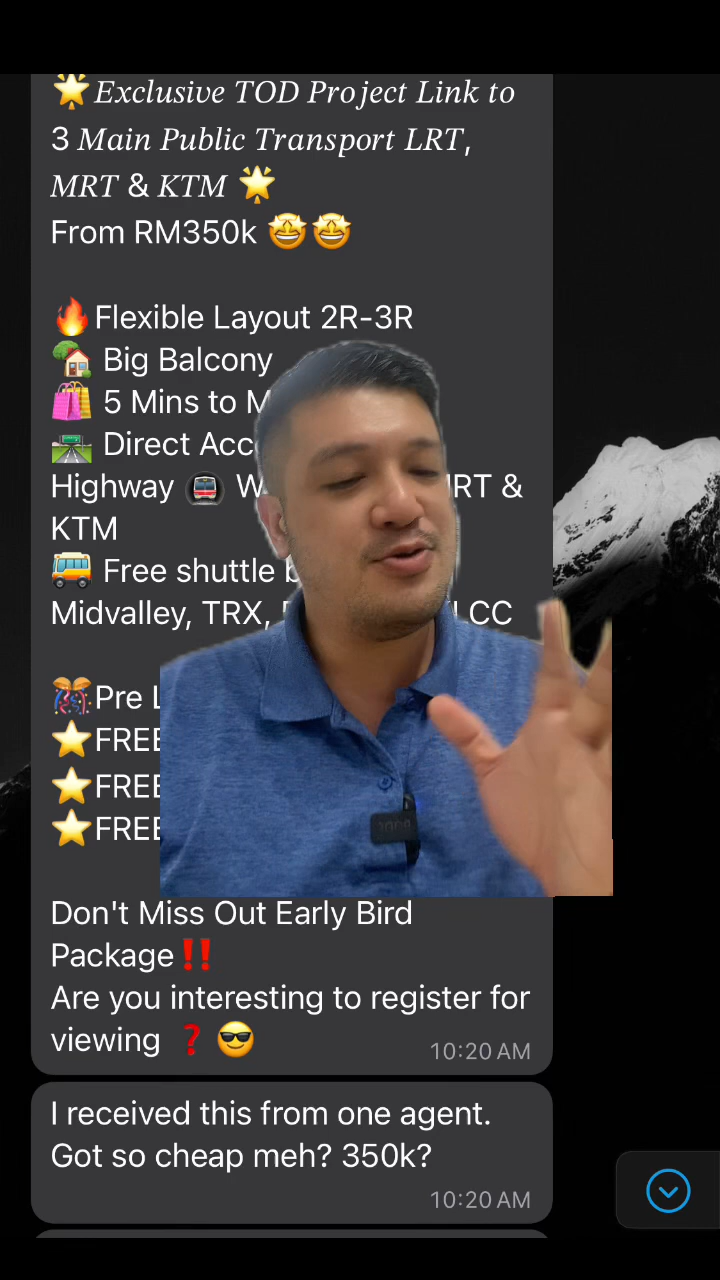 🌟Exclusive TOD Project Link to
3 Main Public Transport LRT,
MRT & KTM 🌟
From RM350k 🤩🤩
🔥Flexible Layout 2R-3R
🏡 Big Balcony
🛍️ 5 Mins to
🛣️ Direct
Highway 🚇 &
KTM
🚌 Free shuttle
Midvalley, TRX,
🎊Pre
⭐FREE
⭐FREE
⭐FREE
Don't Miss Out Early Bird
Package‼️
Are you interesting to register for
viewing ❓ 😎
10:20 AM
I received this from one agent.
Got so cheap meh? 350k?
10:20 AM